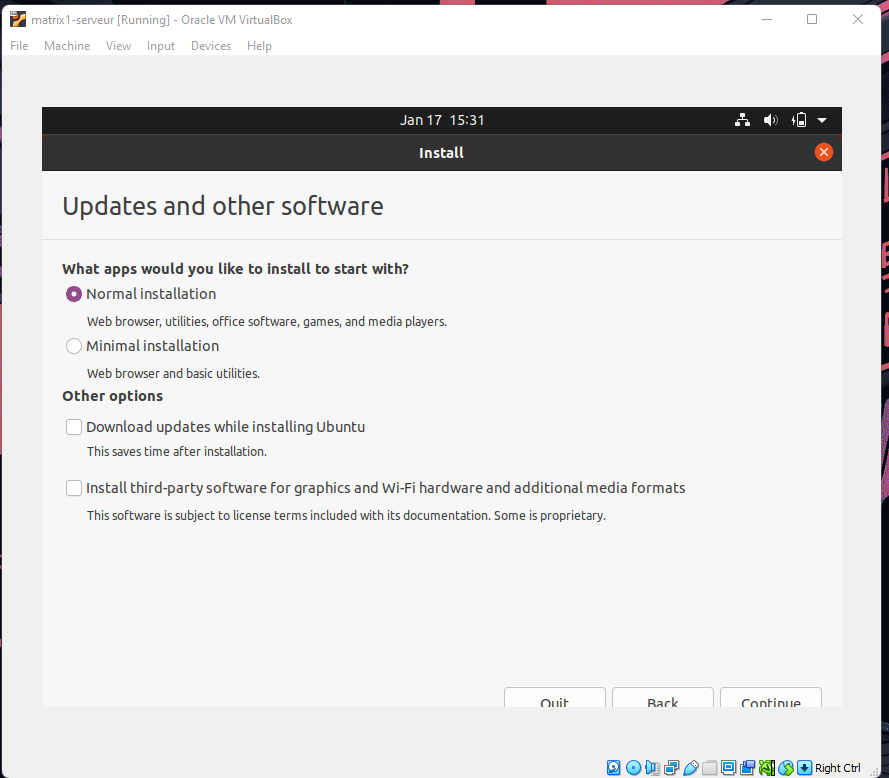 matrix1-serveur [Running] - Oracle VM VirtualBox
File Machine View Input Devices Help
Jan 17 15:31
Install
Updates and other software
What apps would you like to install to start with?
Normal installation
Web browser, utilities, office software, games, and media players.
Minimal installation
Web browser and basic utilities.
Other options
Download updates while installing Ubuntu
This saves time after installation.
Install third-party software for graphics and Wi-Fi hardware and additional media formats
This software is subject to license terms included with its documentation. Some is proprietary.
Quit Back Continue
Right Ctrl